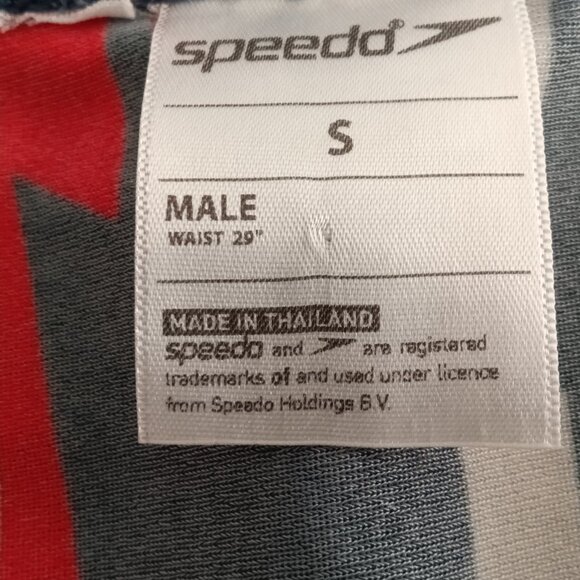 speedo®
S
MALE
WAIST 29"
MADE IN THAILAND
speedo and are registered
trademarks of and used under licence
from Speedo Holdings B.V.